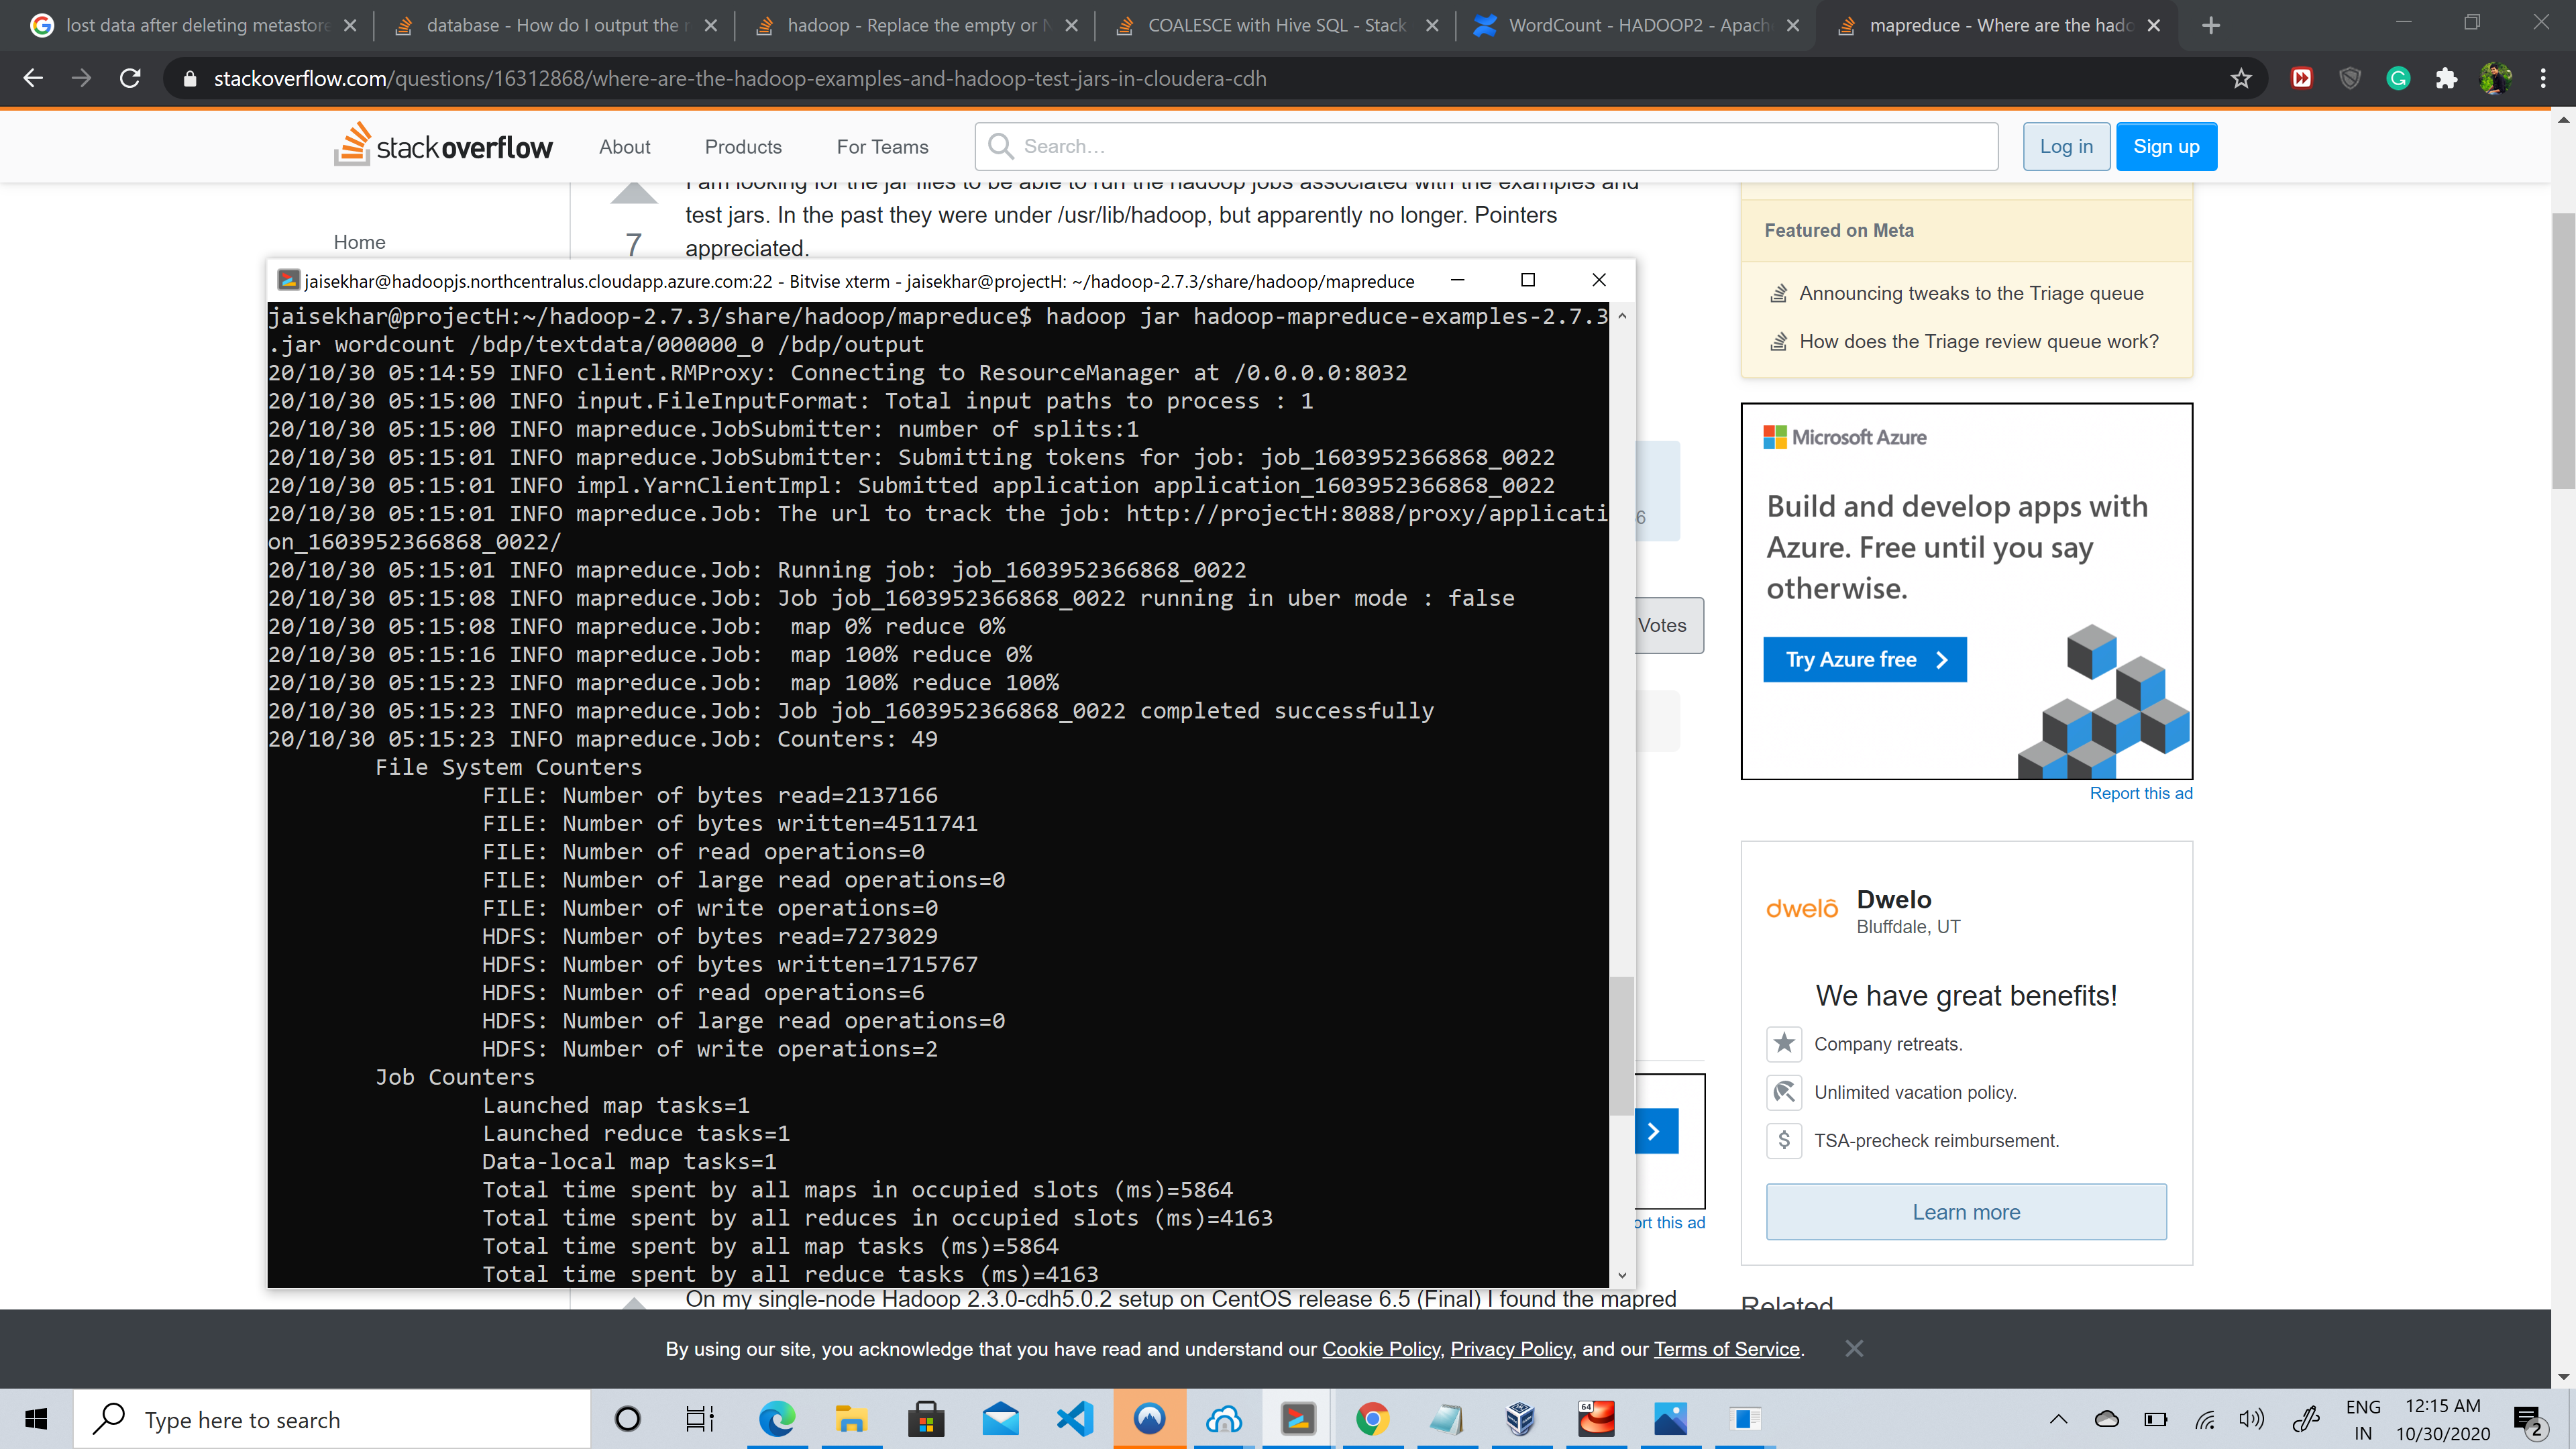 lost data after deleting metastore
database - How do I output the r
hadoop - Replace the empty or N
COALESCE with Hive SQL - Stack
WordCount - HADOOP2 - Apach
mapreduce - Where are the hado
stackoverflow.com/questions/16312868/where-are-the-hadoop-examples-and-hadoop-test-jars-in-cloudera-cdh
stackoverflow
About
Products
For Teams
Search…
Log in
Sign up
I am looking for the jar files to be able to run the hadoop jobs associated with the examples and
test jars. In the past they were under /usr/lib/hadoop, but apparently no longer. Pointers
appreciated.
Home
7
jaisekhar@hadoopjs.northcentralus.cloudapp.azure.com:22 - Bitvise xterm - jaisekhar@projectH: ~/hadoop-2.7.3/share/hadoop/mapreduce
jaisekhar@projectH:~/hadoop-2.7.3/share/hadoop/mapreduce$ hadoop jar hadoop-mapreduce-examples-2.7.3
.jar wordcount /bdp/textdata/000000_0 /bdp/output
20/10/30 05:14:59 INFO client.RMProxy: Connecting to ResourceManager at /0.0.0.0:8032
20/10/30 05:15:00 INFO input.FileInputFormat: Total input paths to process : 1
20/10/30 05:15:00 INFO mapreduce.JobSubmitter: number of splits:1
20/10/30 05:15:01 INFO mapreduce.JobSubmitter: Submitting tokens for job: job_1603952366868_0022
20/10/30 05:15:01 INFO impl.YarnClientImpl: Submitted application application_1603952366868_0022
20/10/30 05:15:01 INFO mapreduce.Job: The url to track the job: http://projectH:8088/proxy/applicati
on_1603952366868_0022/
20/10/30 05:15:01 INFO mapreduce.Job: Running job: job_1603952366868_0022
20/10/30 05:15:08 INFO mapreduce.Job: Job job_1603952366868_0022 running in uber mode : false
20/10/30 05:15:08 INFO mapreduce.Job:  map 0% reduce 0%
20/10/30 05:15:16 INFO mapreduce.Job:  map 100% reduce 0%
20/10/30 05:15:23 INFO mapreduce.Job:  map 100% reduce 100%
20/10/30 05:15:23 INFO mapreduce.Job: Job job_1603952366868_0022 completed successfully
20/10/30 05:15:23 INFO mapreduce.Job: Counters: 49
File System Counters
FILE: Number of bytes read=2137166
FILE: Number of bytes written=4511741
FILE: Number of read operations=0
FILE: Number of large read operations=0
FILE: Number of write operations=0
HDFS: Number of bytes read=7273029
HDFS: Number of bytes written=1715767
HDFS: Number of read operations=6
HDFS: Number of large read operations=0
HDFS: Number of write operations=2
Job Counters
Launched map tasks=1
Launched reduce tasks=1
Data-local map tasks=1
Total time spent by all maps in occupied slots (ms)=5864
Total time spent by all reduces in occupied slots (ms)=4163
Total time spent by all map tasks (ms)=5864
Total time spent by all reduce tasks (ms)=4163
6
Votes
ort this ad
On my single-node Hadoop 2.3.0-cdh5.0.2 setup on CentOS release 6.5 (Final) I found the mapred
Featured on Meta
Announcing tweaks to the Triage queue
How does the Triage review queue work?
Microsoft Azure
Build and develop apps with
Azure. Free until you say
otherwise.
Try Azure free
Report this ad
dwelo
Dwelo
Bluffdale, UT
We have great benefits!
Company retreats.
Unlimited vacation policy.
$ TSA-precheck reimbursement.
Learn more
Related
By using our site, you acknowledge that you have read and understand our Cookie Policy, Privacy Policy, and our Terms of Service.
Type here to search
64
ENG
IN
12:15 AM
10/30/2020
2